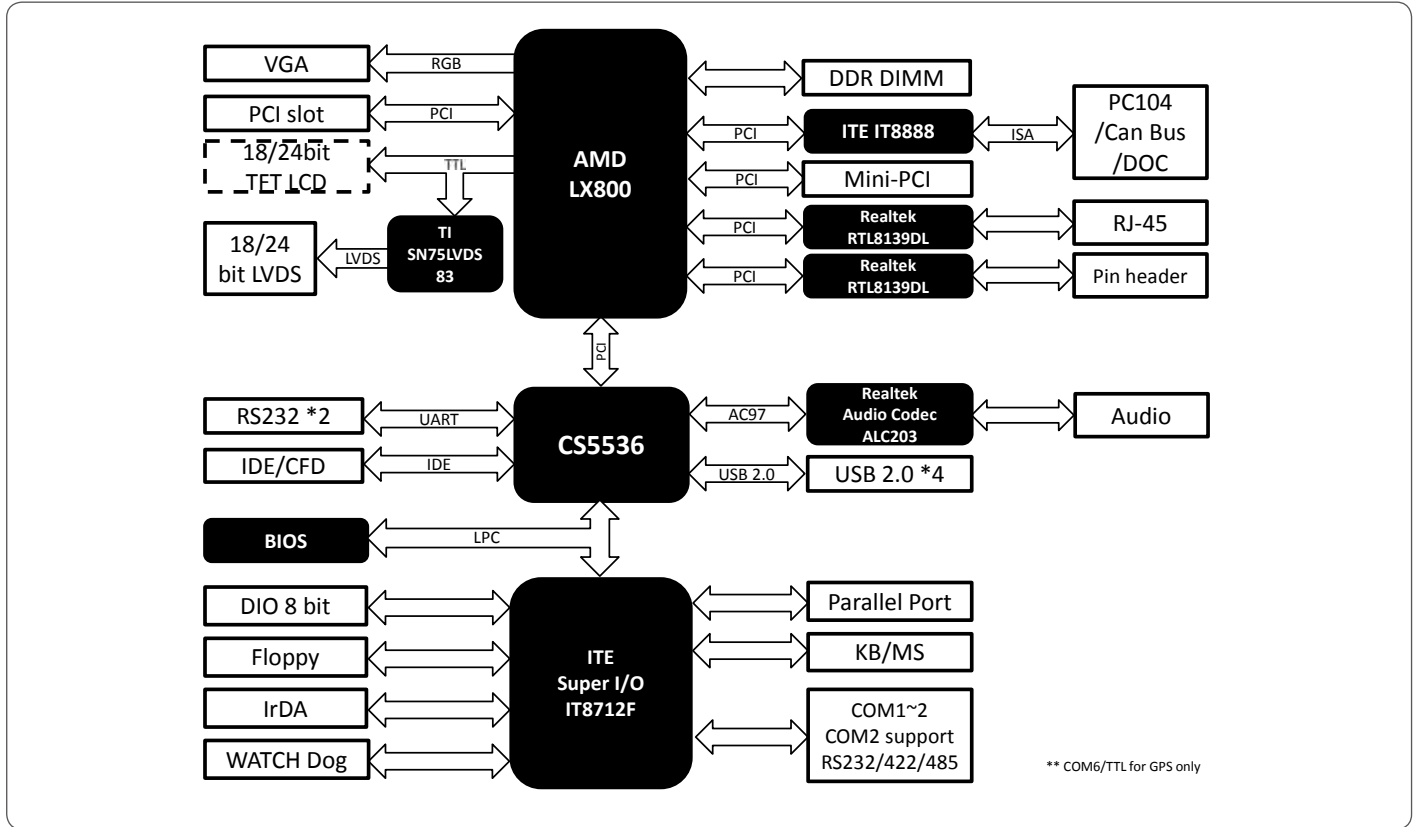 VGA
RGB
PCI slot
PCI
18/24bit
TET LCD
TTL
18/24
bit LVDS
LVDS
TI
SN75LVDS
83
AMD
LX800
DDR DIMM
PCI
ITE IT8888
ISA
PC104
/Can Bus
/DOC
PCI
Mini-PCI
PCI
Realtek
RTL8139DL
RJ-45
PCI
Realtek
RTL8139DL
Pin header
PCI
RS232 *2
UART
IDE/CFD
IDE
CS5536
AC97
Realtek
Audio Codec
ALC203
Audio
USB 2.0
USB 2.0 *4
BIOS
LPC
DIO 8 bit
Floppy
IrDA
WATCH Dog
ITE
Super I/O
IT8712F
Parallel Port
KB/MS
COM1~2
COM2 support
RS232/422/485
** COM6/TTL for GPS only